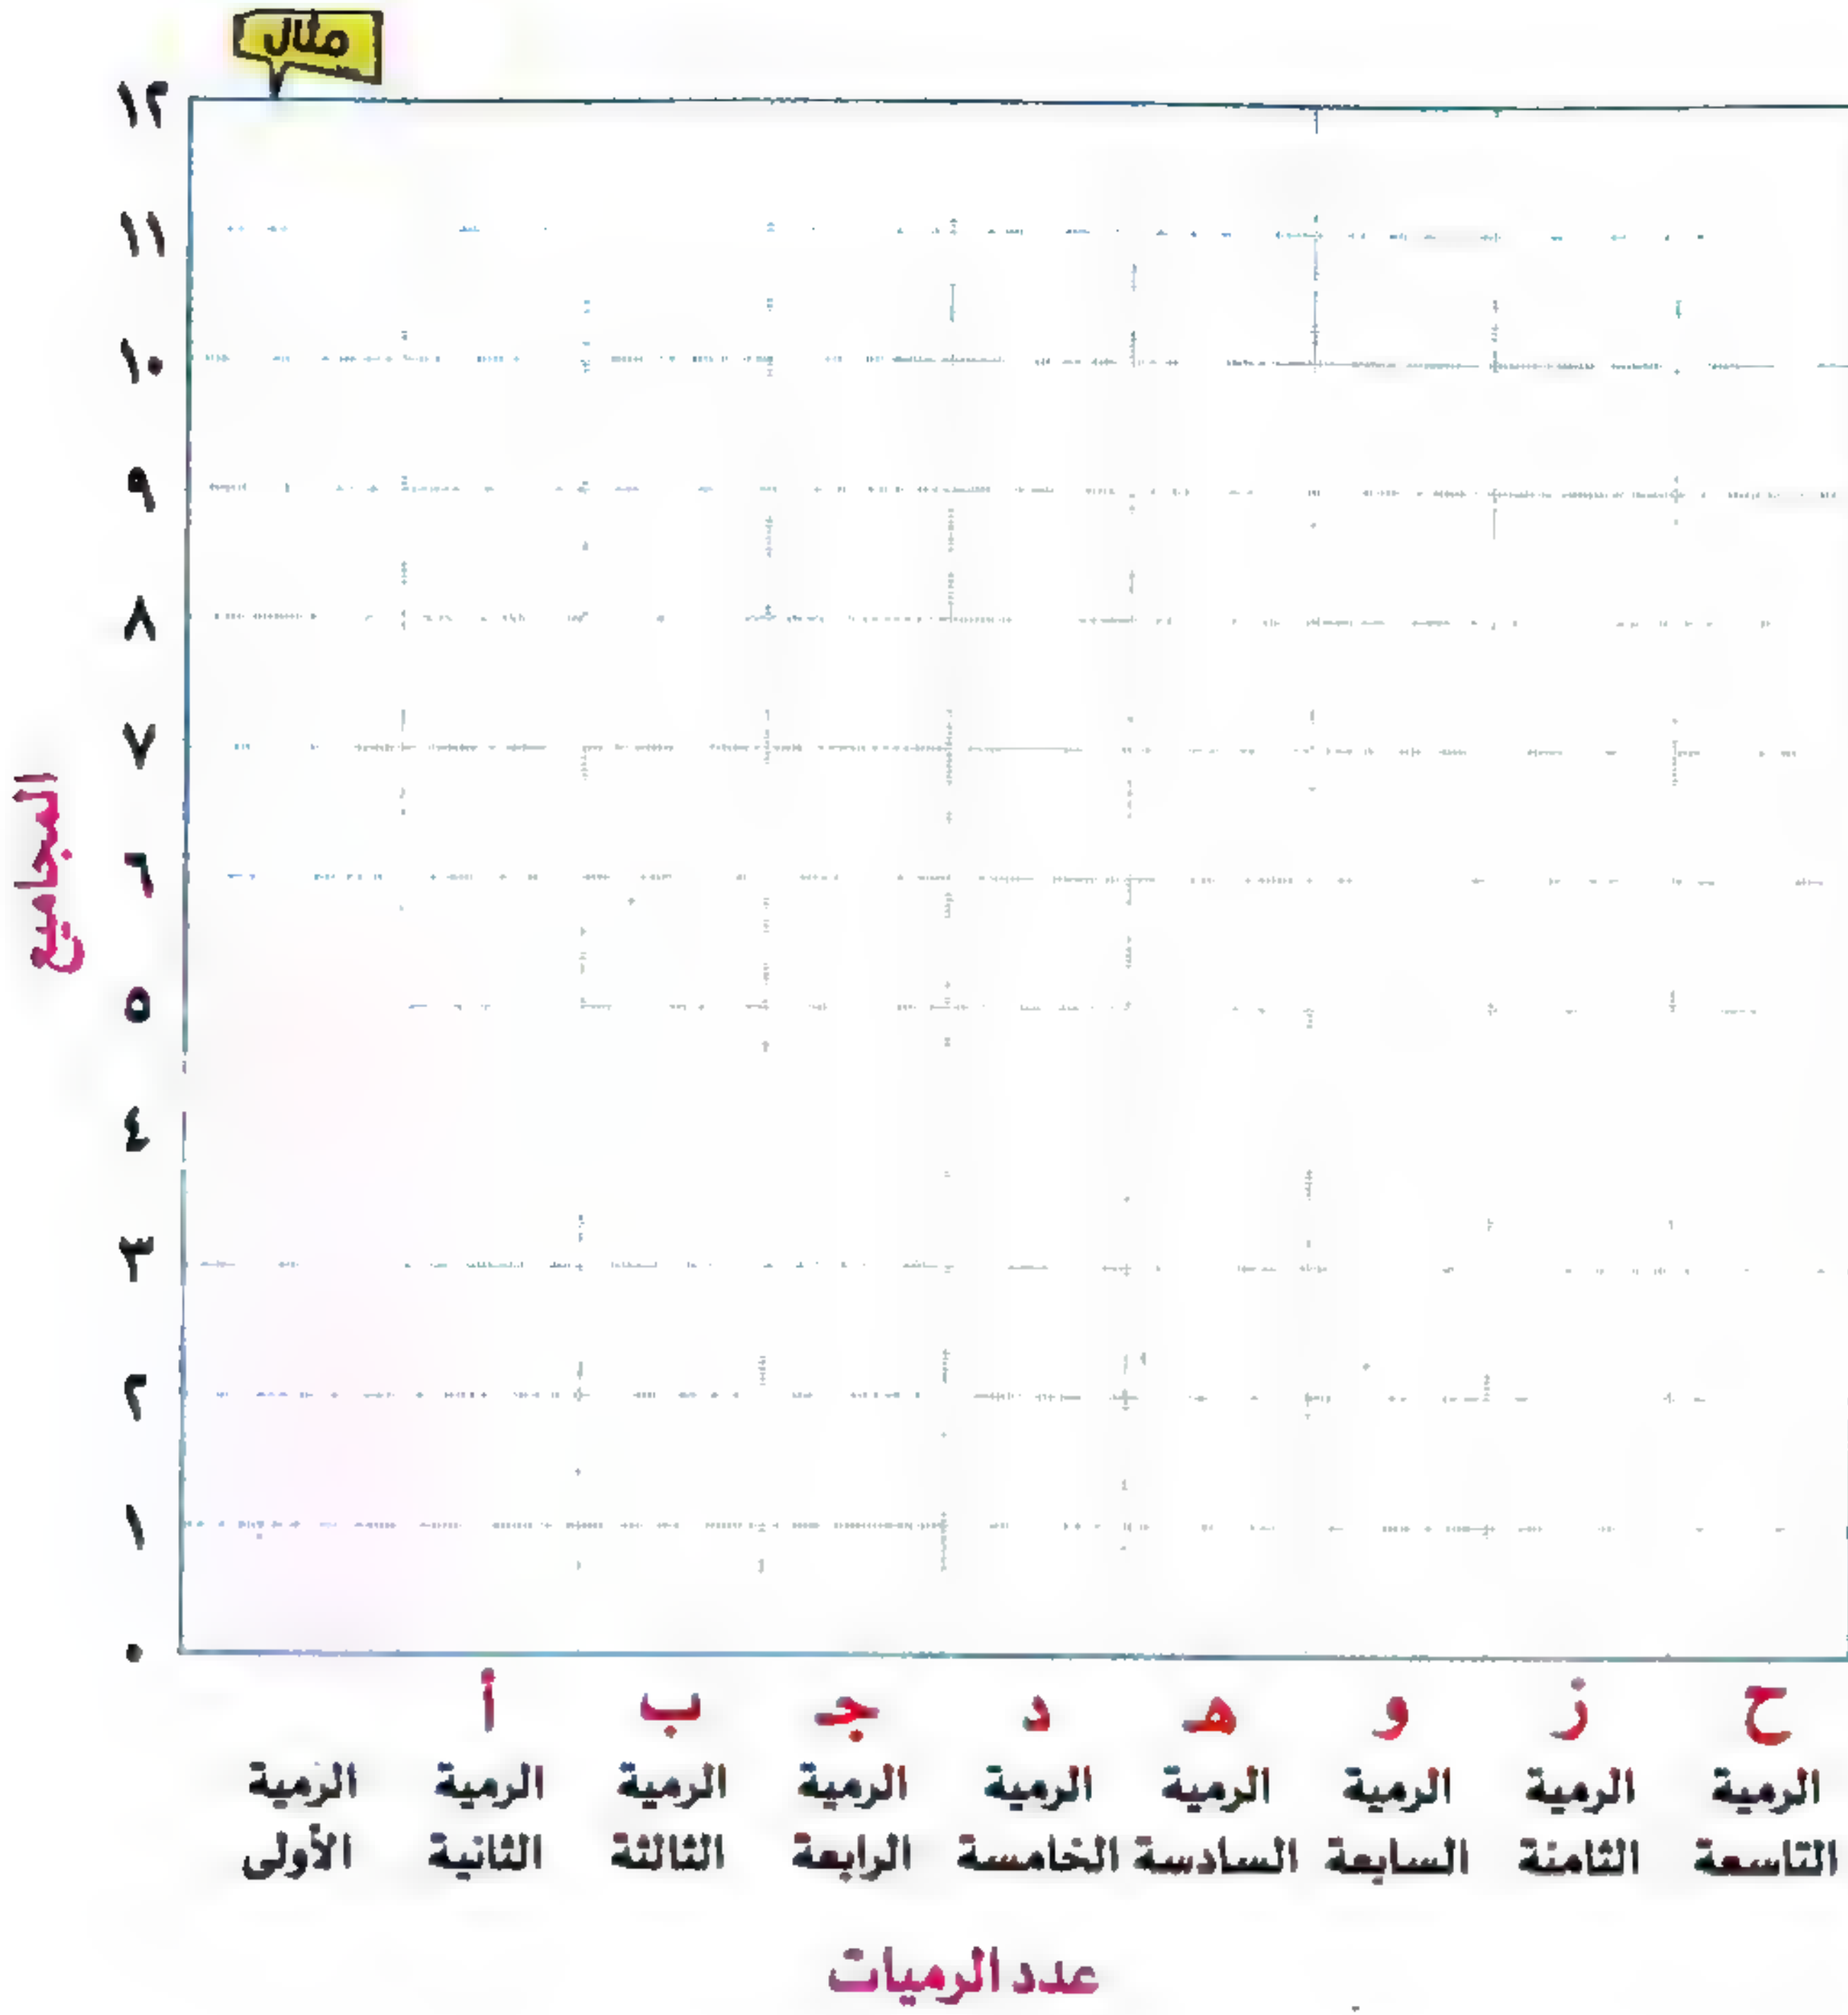 مثال
١٢
١١
١٠
٩
٨
٧
٦
٥
٤
٣
٢
١
٠
المجاميع
أ ب جـ د هـ و ز ح
الرمية الأولى
الرمية الثانية
الرمية الثالثة
الرمية الرابعة
الرمية الخامسة
الرمية السادسة
الرمية السابعة
الرمية الثامنة
الرمية التاسعة
عدد الرميات